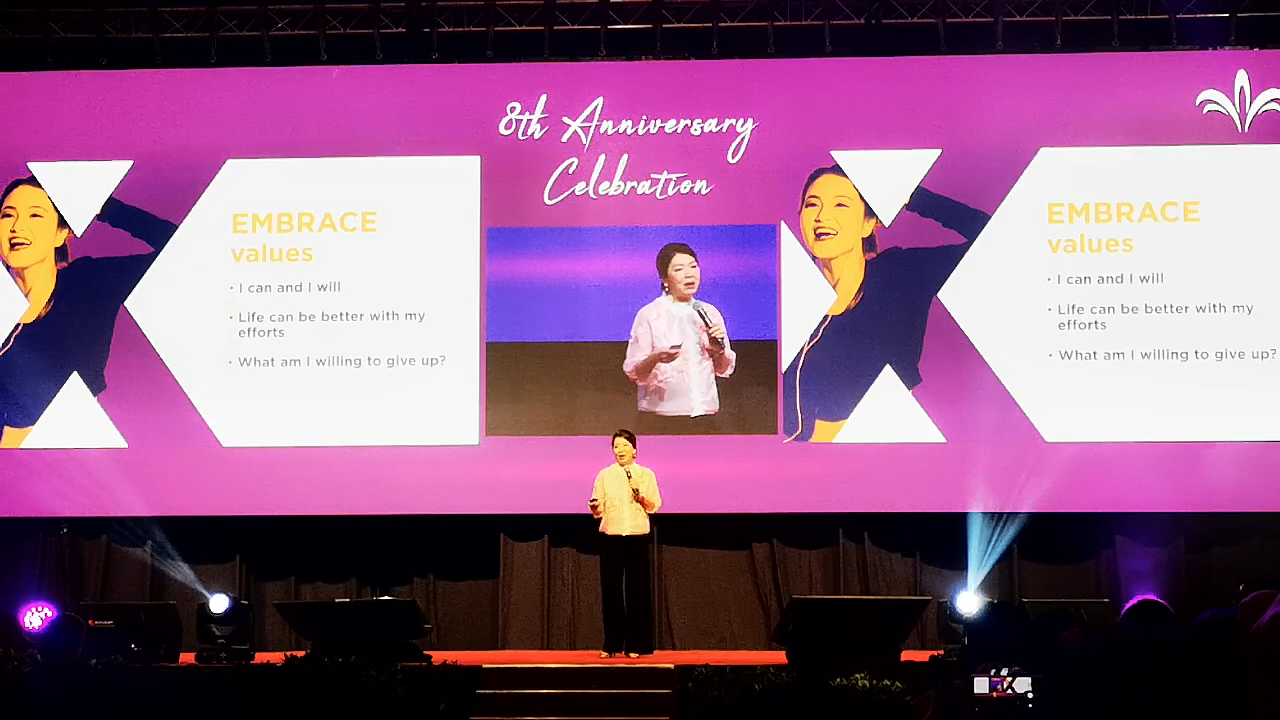 8th Anniversary
Celebration
EMBRACE
values
· I can and I will
· Life can be better with my
efforts
· What am I willing to give up?
EMBRACE
values
· I can and I will
· Life can be better with my
efforts
· What am I willing to give up?